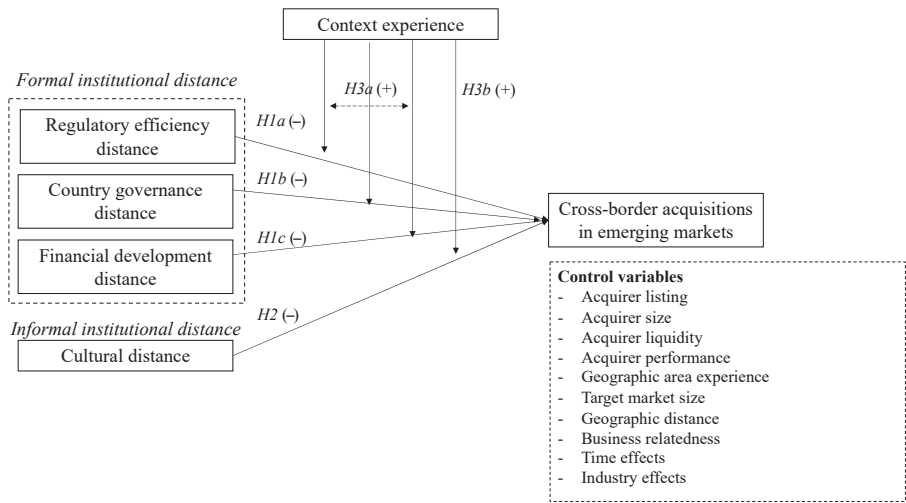 Context experience
Formal institutional distance
H3a (+)
H3b (+)
Regulatory efficiency
distance
H1a (–)
Country governance
distance
H1b (–)
Cross-border acquisitions
in emerging markets
Financial development
distance
H1c (–)
Informal institutional distance
H2 (–)
Cultural distance
Control variables
- Acquirer listing
- Acquirer size
- Acquirer liquidity
- Acquirer performance
- Geographic area experience
- Target market size
- Geographic distance
- Business relatedness
- Time effects
- Industry effects